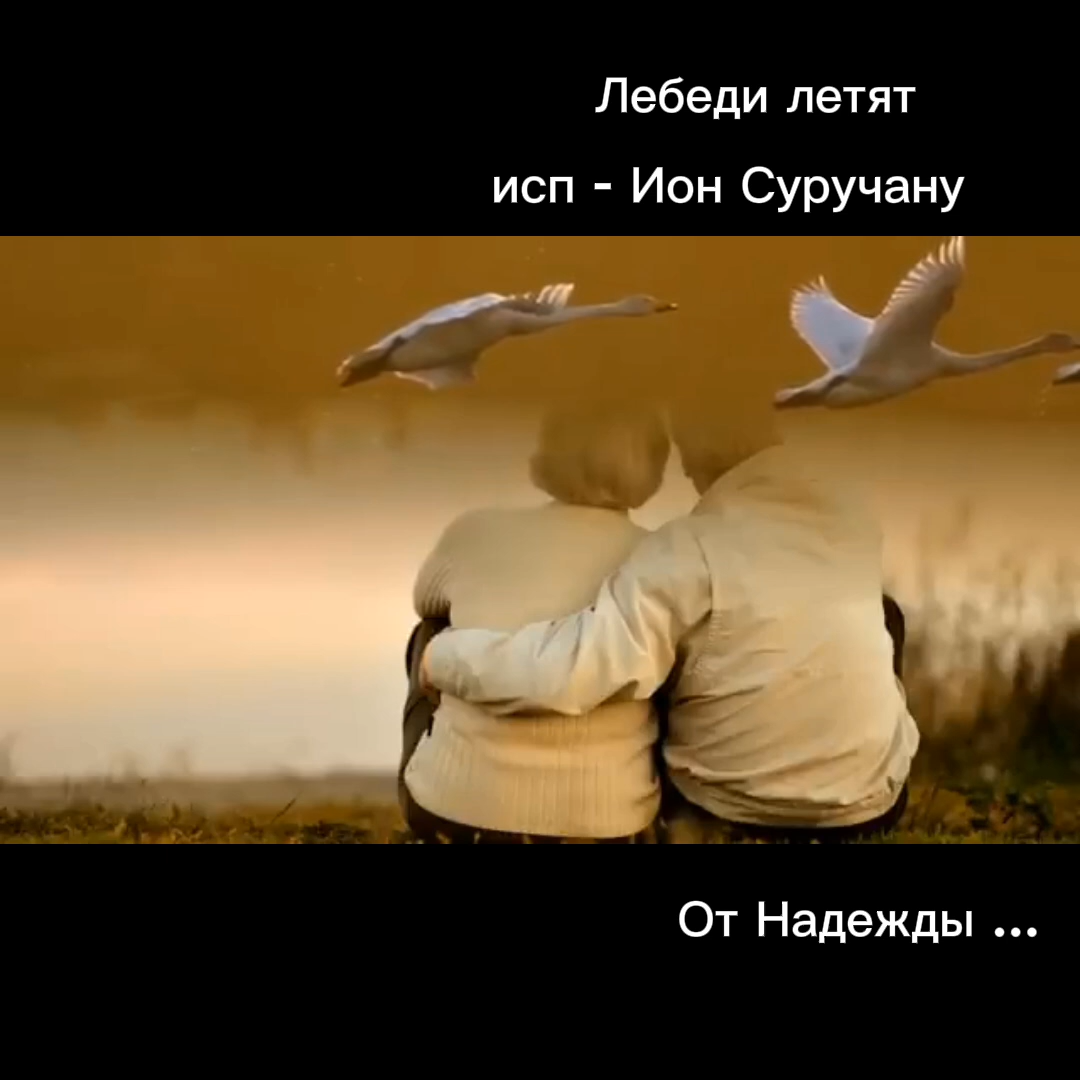 Лебеди летят
исп - Ион Суручану
От Надежды ...